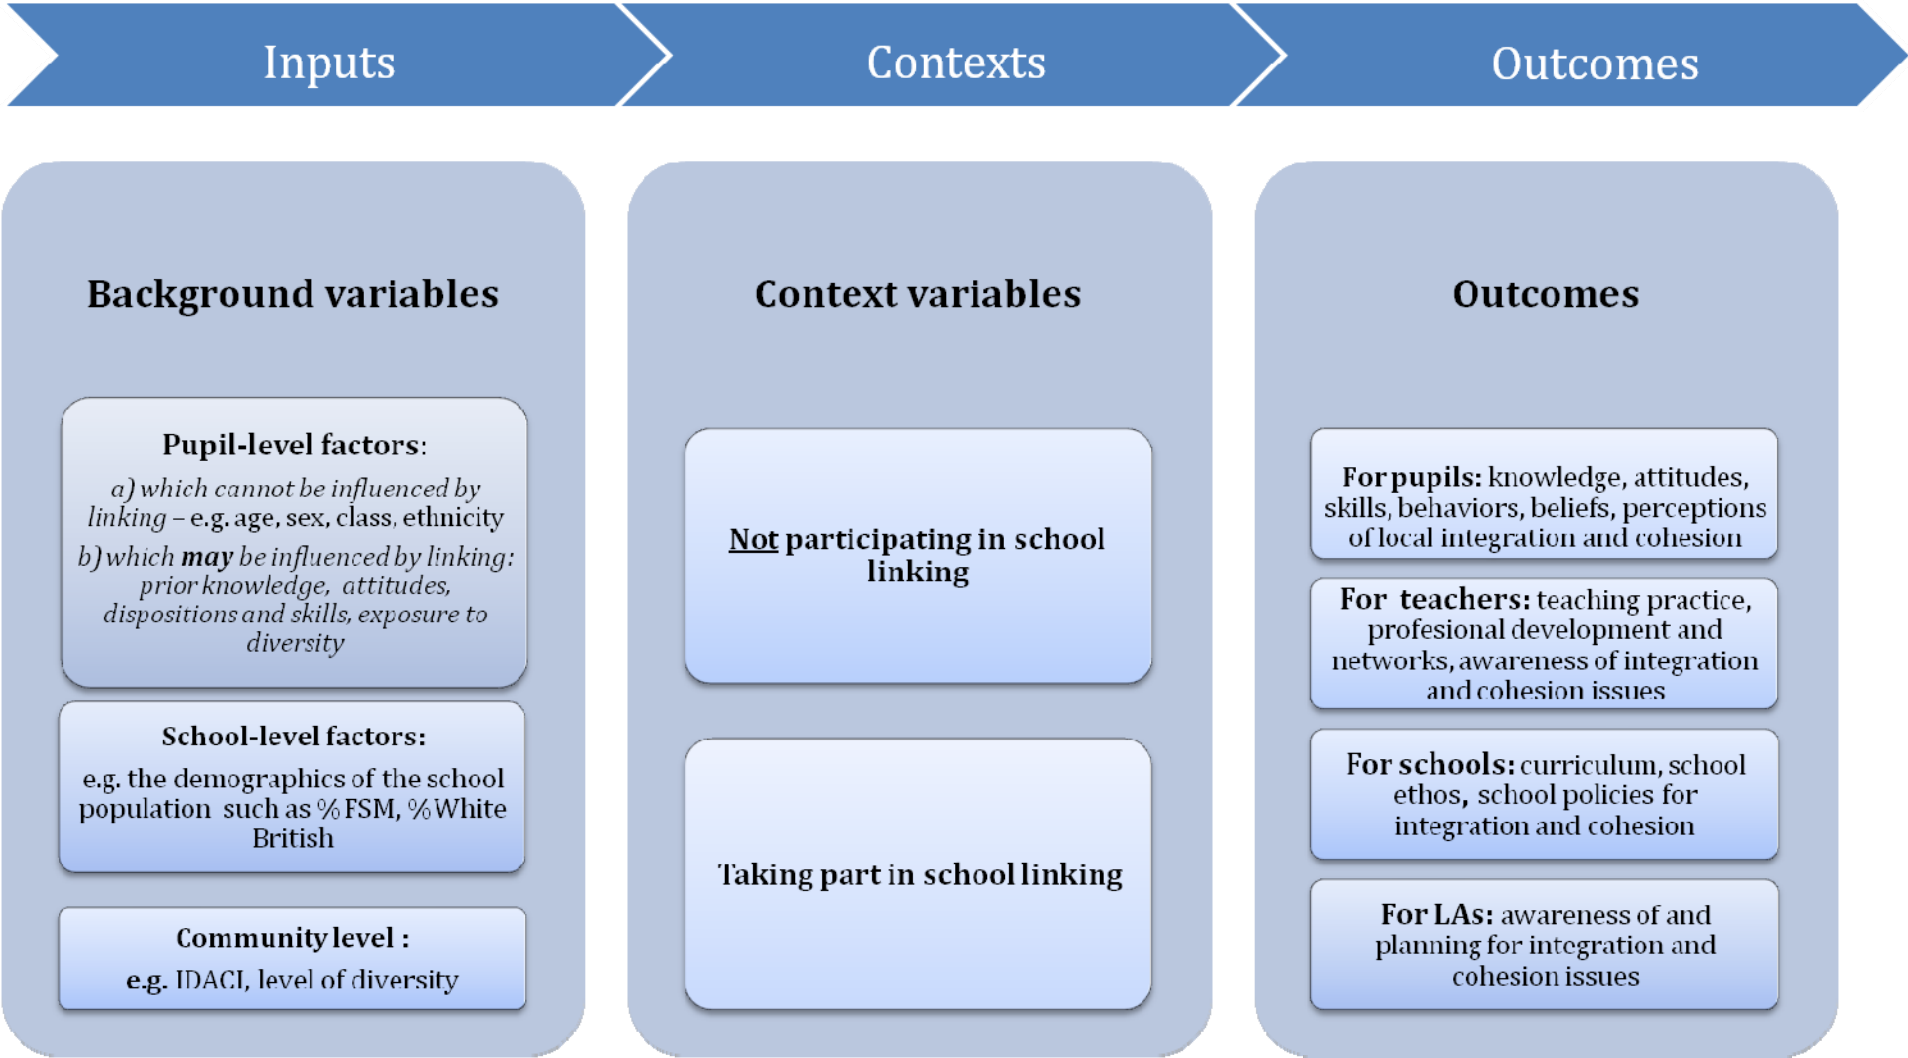 Inputs
Contexts
Outcomes
Background variables
Pupil-level factors:
a) which cannot be influenced by
linking – e.g. age, sex, class, ethnicity
b) which may be influenced by linking:
prior knowledge, attitudes,
dispositions and skills, exposure to
diversity
School-level factors:
e.g. the demographics of the school
population such as % FSM, % White
British
Community level :
e.g. IDACI, level of diversity
Context variables
Not participating in school
linking
Taking part in school linking
Outcomes
For pupils: knowledge, attitudes,
skills, behaviors, beliefs, perceptions
of local integration and cohesion
For teachers: teaching practice,
profesional development and
networks, awareness of integration
and cohesion issues
For schools: curriculum, school
ethos, school policies for
integration and cohesion
For LAs: awareness of and
planning for integration and
cohesion issues